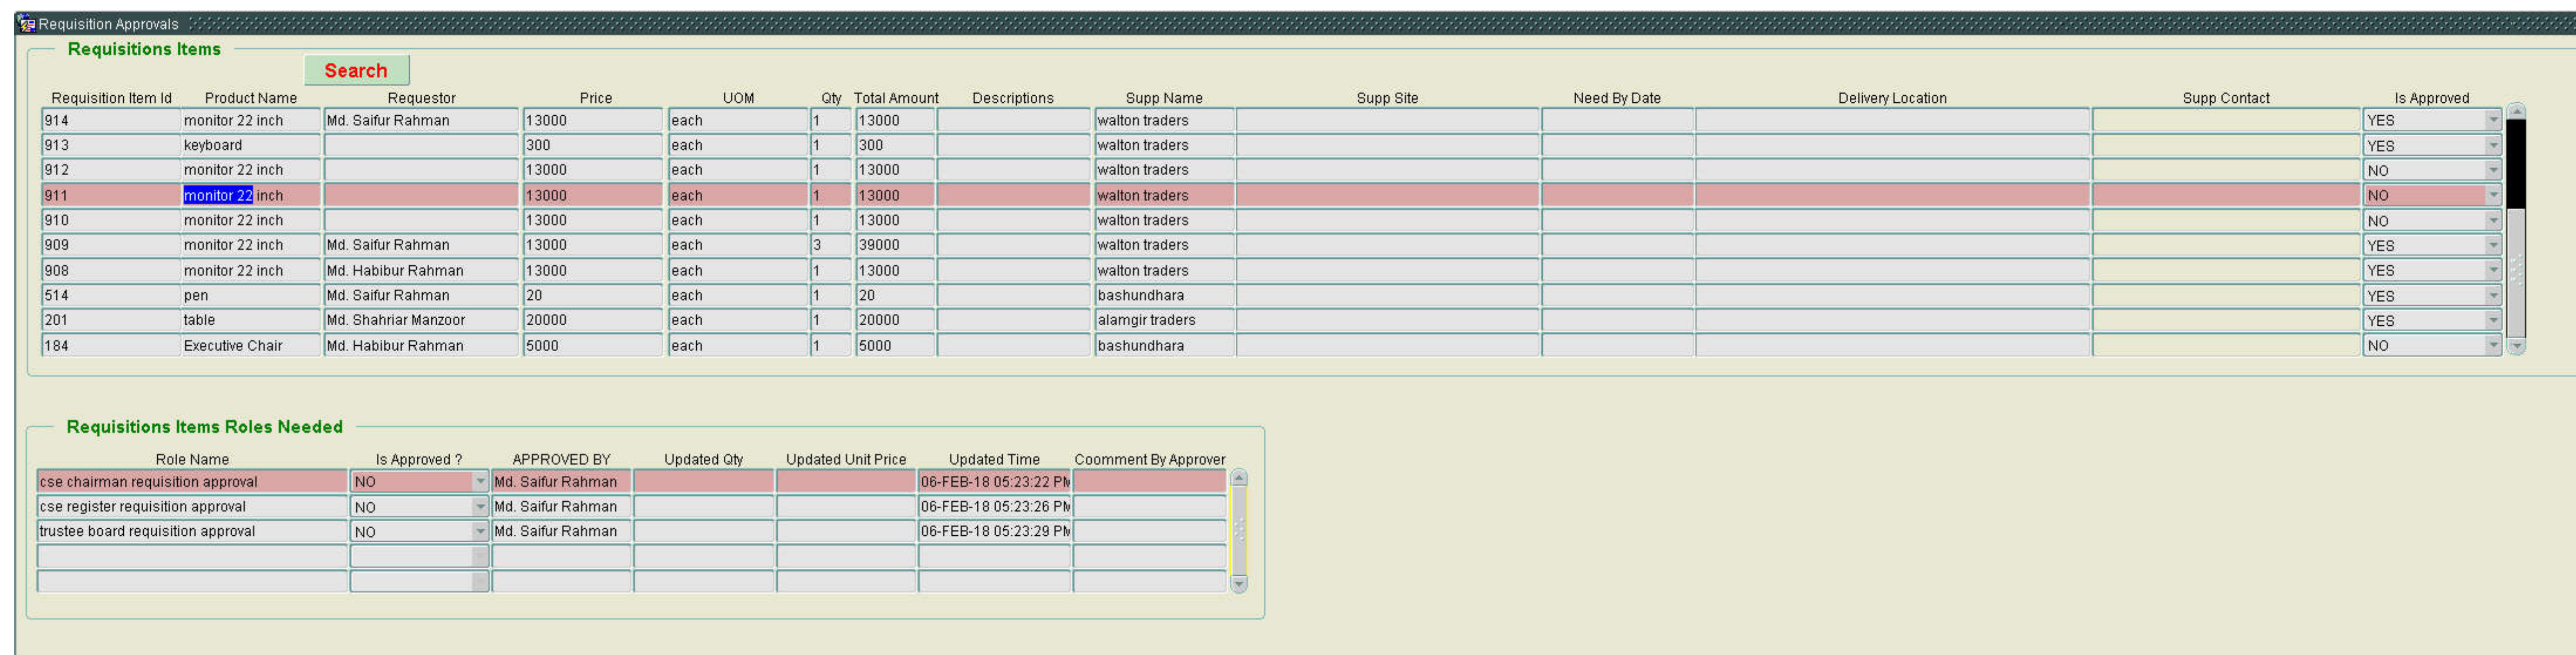 Requisition Approvals
Requisitions Items
Search
Requisition Item Id Product Name Requestor Price UOM Qty Total Amount Descriptions Supp Name Supp Site Need By Date Delivery Location Supp Contact Is Approved
914 monitor 22 inch Md. Saifur Rahman 13000 each 1 13000 walton traders YES
913 keyboard 300 each 1 300 walton traders YES
912 monitor 22 inch 13000 each 1 13000 walton traders NO
911 monitor 22 inch 13000 each 1 13000 walton traders NO
910 monitor 22 inch 13000 each 1 13000 walton traders NO
909 monitor 22 inch Md. Saifur Rahman 13000 each 3 39000 walton traders YES
908 monitor 22 inch Md. Habibur Rahman 13000 each 1 13000 walton traders YES
514 pen Md. Saifur Rahman 20 each 1 20 bashundhara YES
201 table Md. Shahriar Manzoor 20000 each 1 20000 alamgir traders YES
184 Executive Chair Md. Habibur Rahman 5000 each 1 5000 bashundhara NO
Requisitions Items Roles Needed
Role Name Is Approved ? APPROVED BY Updated Qty Updated Unit Price Updated Time Coomment By Approver
cse chairman requisition approval NO Md. Saifur Rahman 06-FEB-18 05:23:22 PM
cse register requisition approval NO Md. Saifur Rahman 06-FEB-18 05:23:26 PM
trustee board requisition approval NO Md. Saifur Rahman 06-FEB-18 05:23:29 PM